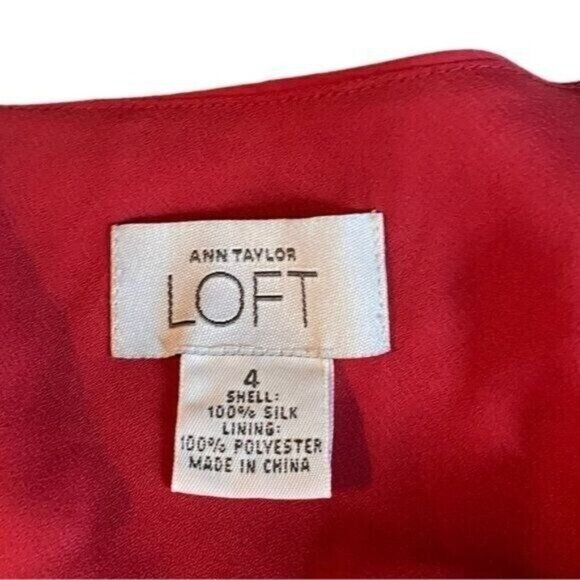 ANN TAYLOR
LOFT
4
SHELL:
100% SILK
LINING:
100% POLYESTER
MADE IN CHINA